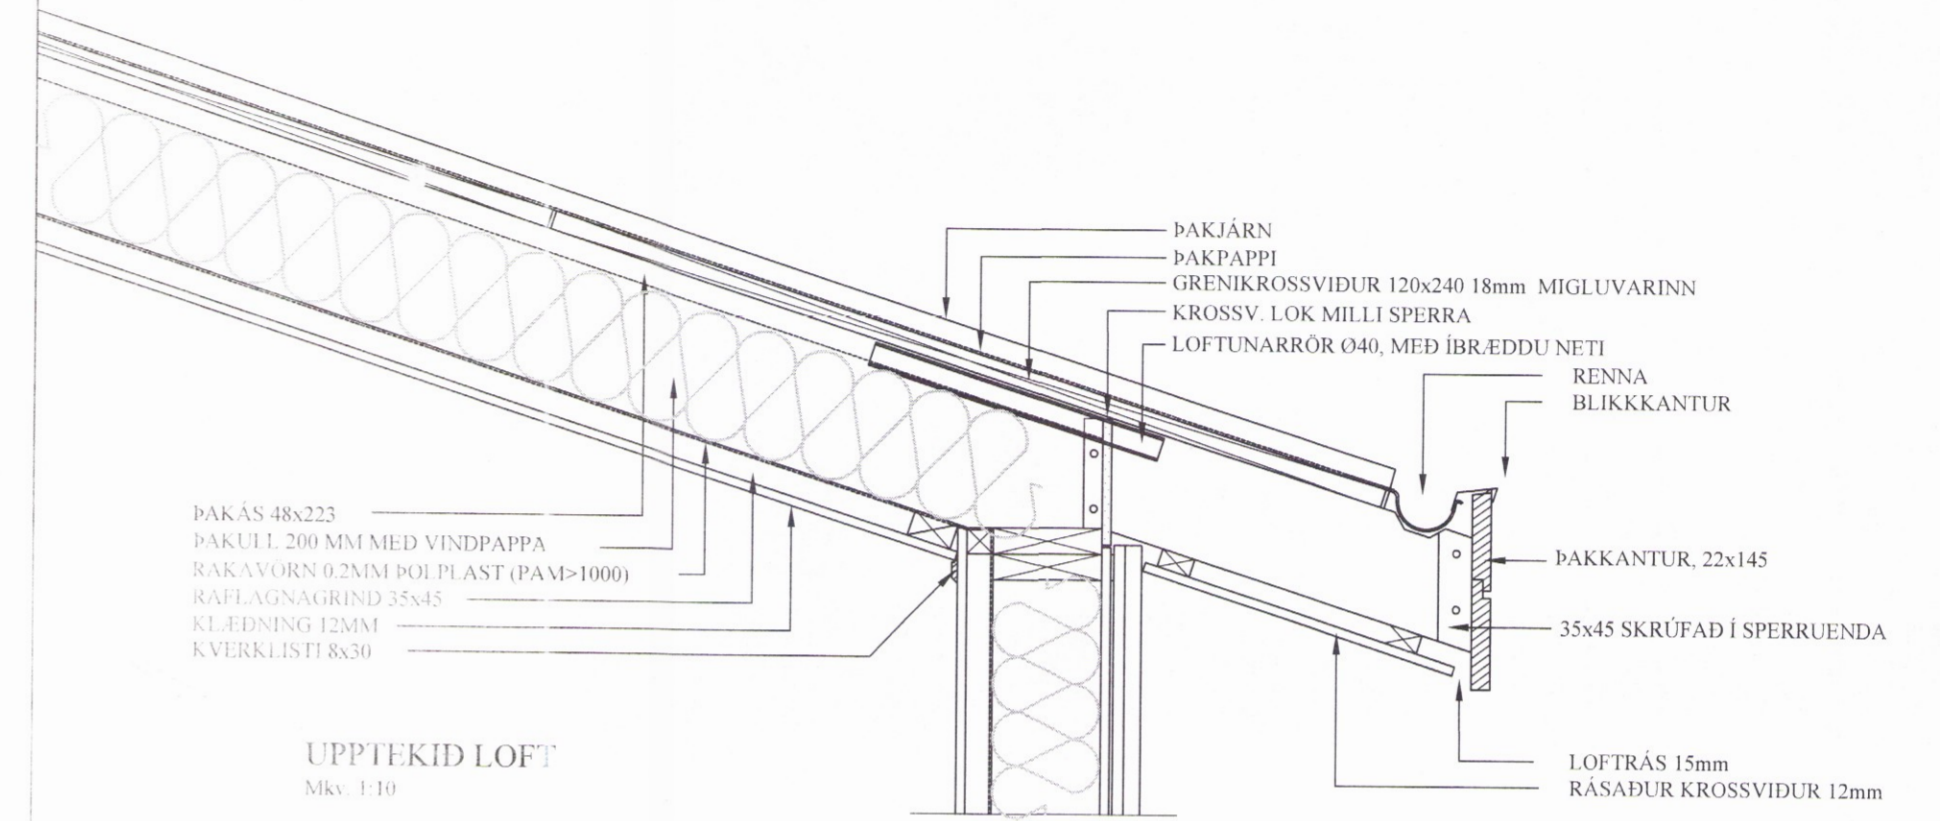 ÞAKJÁRN
ÞAKPAPPI
GRENIKROSSVIÐUR 120x240 18mm MIGLUVARINN
KROSSV. LOK MILLI SPERRA
LOFTUNARRÖR Ø40, MEÐ ÍBRÆDDU NETI
RENNA
BLIKKKANTUR
ÞAKÁS 48x223
ÞAKULL 200 MM MEÐ VINDPAPPA
RAKAVÖRN 0.2MM ÞOLPLAST (PAM>1000)
RAFLAGNAGRIND 35x45
KLÆÐNING 12MM
KVERKLISTI 8x30
ÞAKKANTUR, 22x145
35x45 SKRÚFAÐ Í SPERRUENDA
LOFTRÁS 15mm
RÁSAÐUR KROSSVIÐUR 12mm
UPPTEKIÐ LOFT
Mkv. 1:10